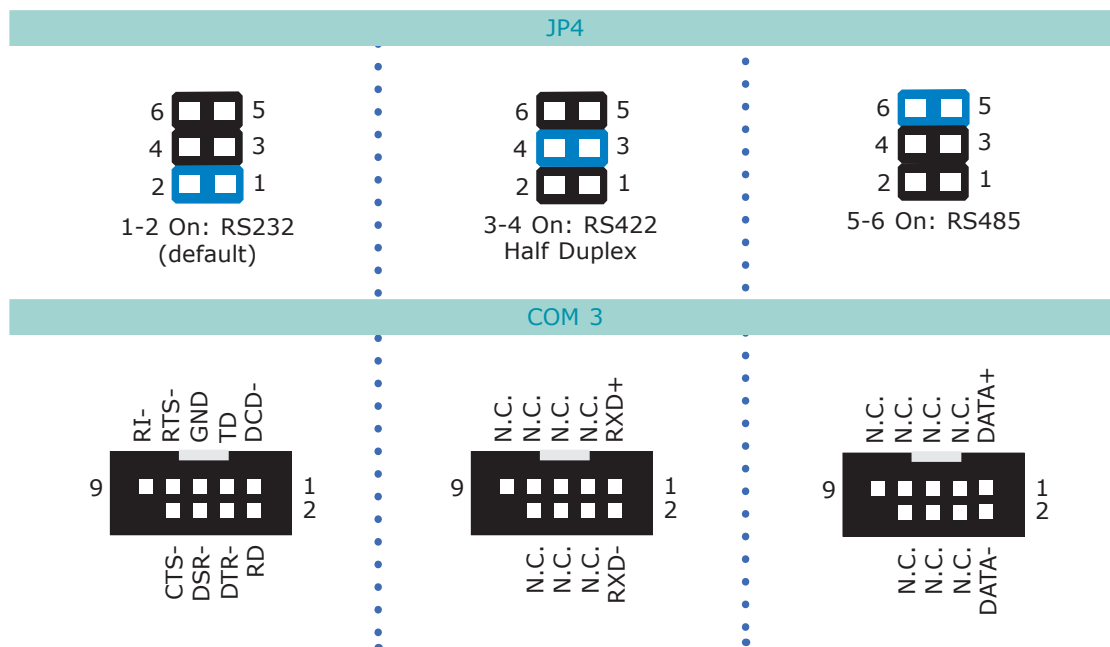 JP4
6 5
4 3
2 1
1-2 On: RS232
(default)
6 5
4 3
2 1
3-4 On: RS422
Half Duplex
6 5
4 3
2 1
5-6 On: RS485
COM 3
RI- RTS- GND TD DCD-
9 1
2
CTS- DSR- DTR- RD
N.C. N.C. N.C. N.C. RXD+
9 1
2
N.C. N.C. N.C. RXD-
N.C. N.C. N.C. N.C. DATA+
9 1
2
N.C. N.C. N.C. DATA-